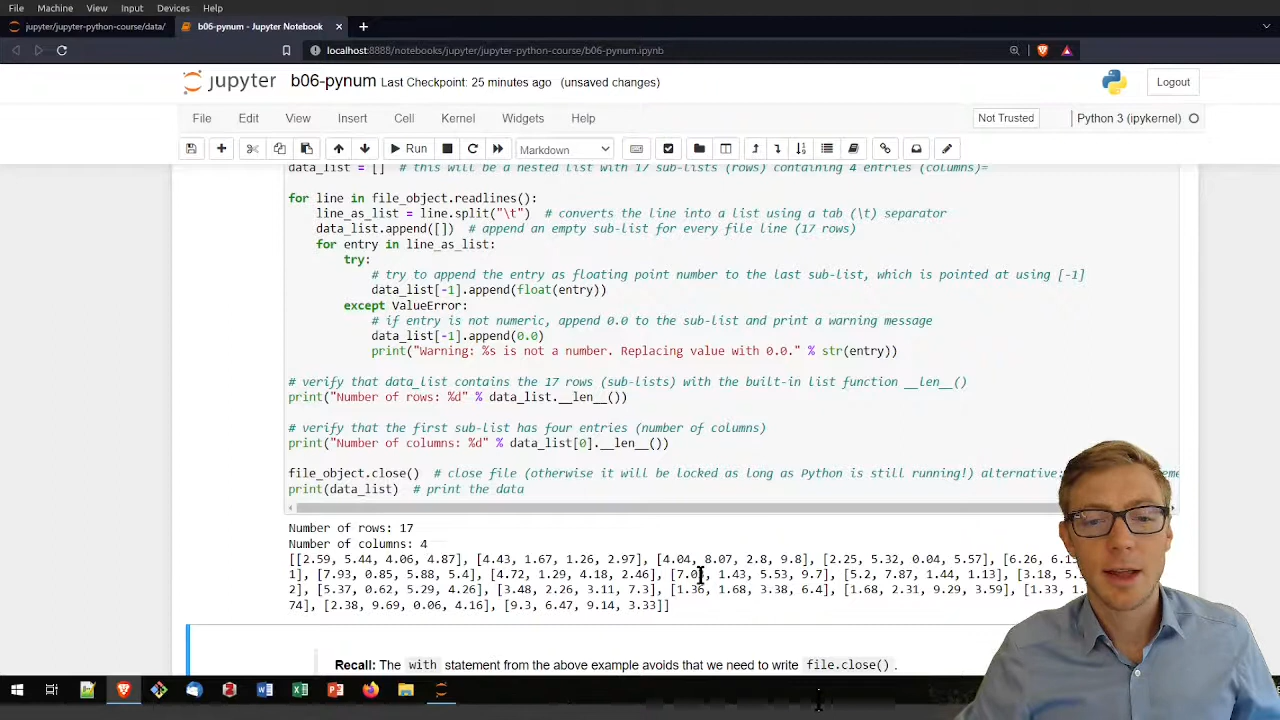 File Machine View Input Devices Help
jupyter/jupyter-python-course/data/
b06-pynum - Jupyter Notebook
localhost:8888/notebooks/jupyter/jupyter-python-course/b06-pynum.ipynb
jupyter b06-pynum Last Checkpoint: 25 minutes ago (unsaved changes)
Logout
File Edit View Insert Cell Kernel Widgets Help
Not Trusted
Python 3 (ipykernel)
Run
Markdown
data_list = [] # this will be a nested list with 17 sub-lists (rows) containing 4 entries (columns)=
for line in file_object.readlines():
line_as_list = line.split("\t") # converts the line into a list using a tab (\t) separator
data_list.append([]) # append an empty sub-list for every file line (17 rows)
for entry in line_as_list:
try:
# try to append the entry as floating point number to the last sub-list, which is pointed at using [-1]
data_list[-1].append(float(entry))
except ValueError:
# if entry is not numeric, append 0.0 to the sub-list and print a warning message
data_list[-1].append(0.0)
print("Warning: %s is not a number. Replacing value with 0.0." % str(entry))
# verify that data_list contains the 17 rows (sub-lists) with the built-in list function __len__()
print("Number of rows: %d" % data_list.__len__())
# verify the first sub-list has four entries (number of columns)
print("Number of columns: %d" % data_list[0].__len__())
file_object.close() # close file (otherwise it will be locked as long as Python is still running!) alternative:
print(data_list) # print the data
Number of rows: 17
Number of columns: 4
[[2.59, 5.44, 4.06, 4.87], [4.43, 1.67, 1.26, 2.97], [4.04, 8.07, 2.8, 9.8], [2.25, 5.32, 0.04, 5.57], [6.26, 6.1
1], [7.93, 0.85, 5.88, 5.4], [4.72, 1.29, 4.18, 2.46], [7.0 , 1.43, 5.53, 9.7], [5.2, 7.87, 1.44, 1.13], [3.18, 5.
2], [5.37, 0.62, 5.29, 4.26], [3.48, 2.26, 3.11, 7.3], [1.36, 1.68, 3.38, 6.4], [1.68, 2.31, 9.29, 3.59], [1.33, 1.
74], [2.38, 9.69, 0.06, 4.16], [9.3, 6.47, 9.14, 3.33]]
Recall: The with statement from the above example avoids that we need to write file.close() .